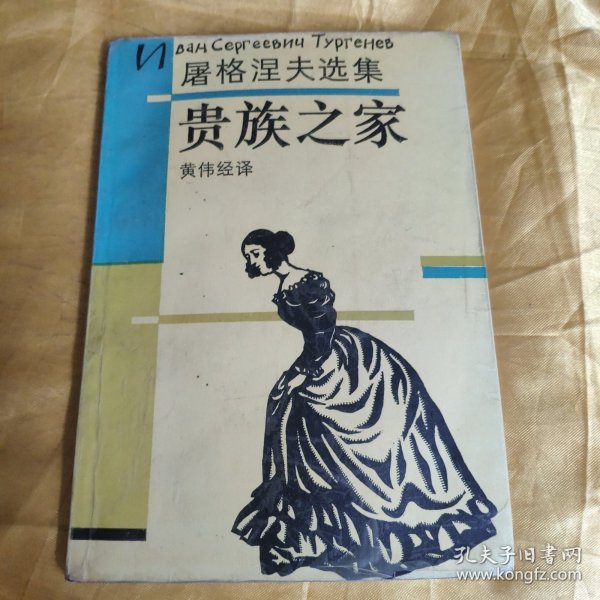 Иван Сергеевич Тургенев
屠格涅夫选集
贵族之家
黄伟经译
孔夫子旧书网
www.kongfz.com